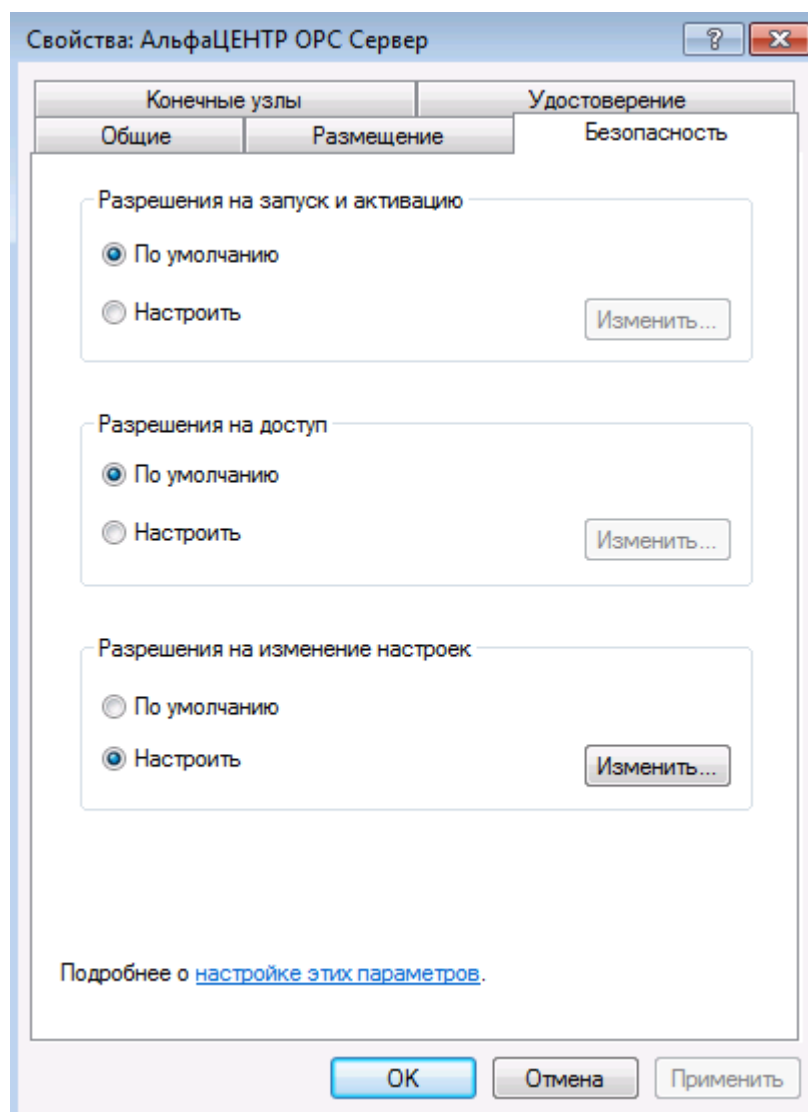 Свойства: АльфаЦЕНТР ОРС Сервер
Конечные узлы
Удостоверение
Общие
Размещение
Безопасность
Разрешения на запуск и активацию
По умолчанию
Настроить
Изменить...
Разрешения на доступ
По умолчанию
Настроить
Изменить...
Разрешения на изменение настроек
По умолчанию
Настроить
Изменить...
Подробнее о настройке этих параметров.
ОК
Отмена
Применить